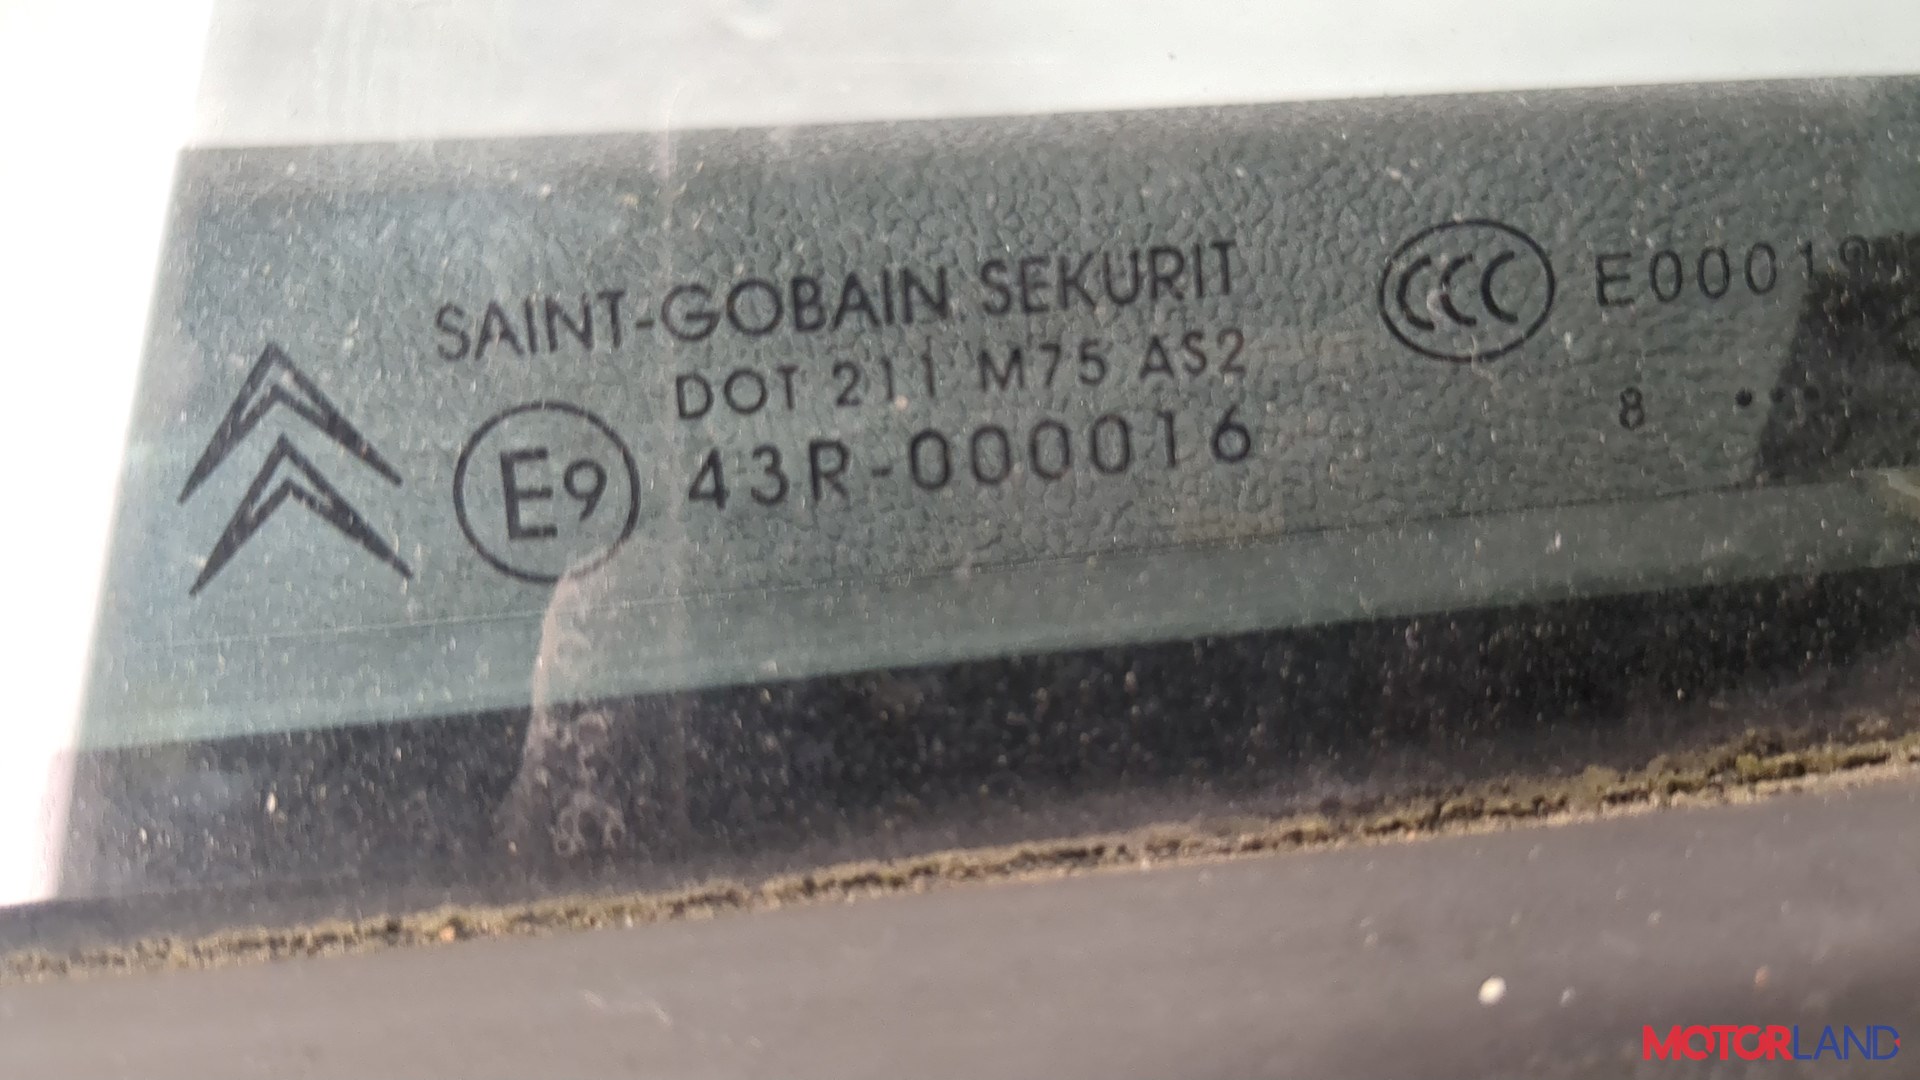 SAINT-GOBAIN SEKURIT
DOT 211 M75 AS2
E9 43R-000016
CCC
8 ....
MOTORLAND